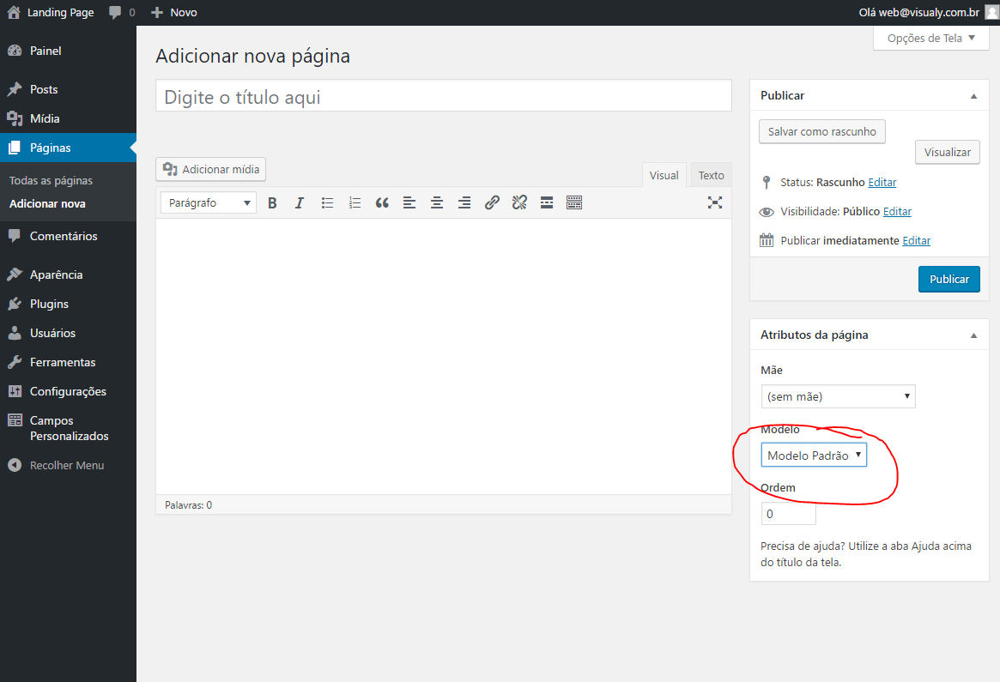 Landing Page 0 Novo Olá web@visualy.com.br
Opções de Tela
Painel
Posts
Mídia
Páginas
Todas as páginas
Adicionar nova
Comentários
Aparência
Plugins
Usuários
Ferramentas
Configurações
Campos
Personalizados
Recolher Menu
Adicionar nova página
Digite o título aqui
Adicionar mídia
Visual Texto
Parágrafo B I
Palavras: 0
Publicar
Salvar como rascunho
Visualizar
Status: Rascunho Editar
Visibilidade: Público Editar
Publicar imediatamente Editar
Publicar
Atributos da página
Mãe
(sem mãe)
Modelo
Modelo Padrão
Ordem
0
Precisa de ajuda? Utilize a aba Ajuda acima
do título da tela.